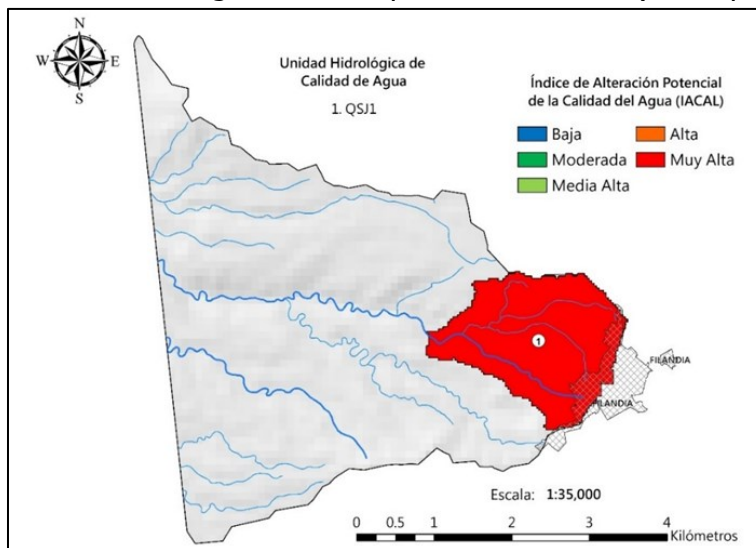 N
W E
S
Unidad Hidrológica de
Calidad de Agua
1. QSJ1
Índice de Alteración Potencial
de la Calidad del Agua (IACAL)
Baja
Alta
Moderada
Muy Alta
Media Alta
1
FILANDIA
FILANDIA
Escala: 1:35,000
0 0.5 1 2 3 4
Kilómetros